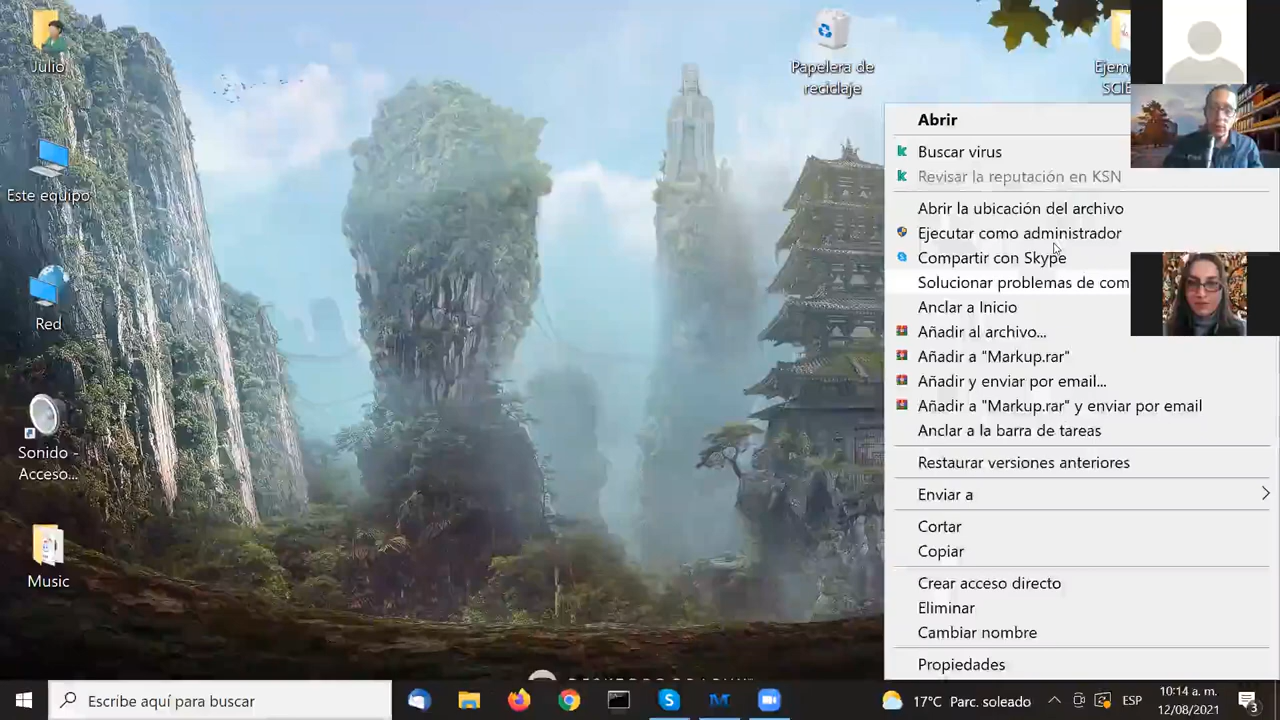 Julio
Este equipo
Red
Sonido -
Acceso...
Music
Papelera de
reciclaje
Ejem
SCIE
Abrir
Buscar virus
Revisar la reputación en KSN
Abrir la ubicación del archivo
Ejecutar como administrador
Compartir con Skype
Solucionar problemas de com
Anclar a Inicio
Añadir al archivo...
Añadir a "Markup.rar"
Añadir y enviar por email...
Añadir a "Markup.rar" y enviar por email
Anclar a la barra de tareas
Restaurar versiones anteriores
Enviar a
Cortar
Copiar
Crear acceso directo
Eliminar
Cambiar nombre
Propiedades
Escribe aquí para buscar
17°C Parc. soleado
ESP
10:14 a. m.
12/08/2021
3